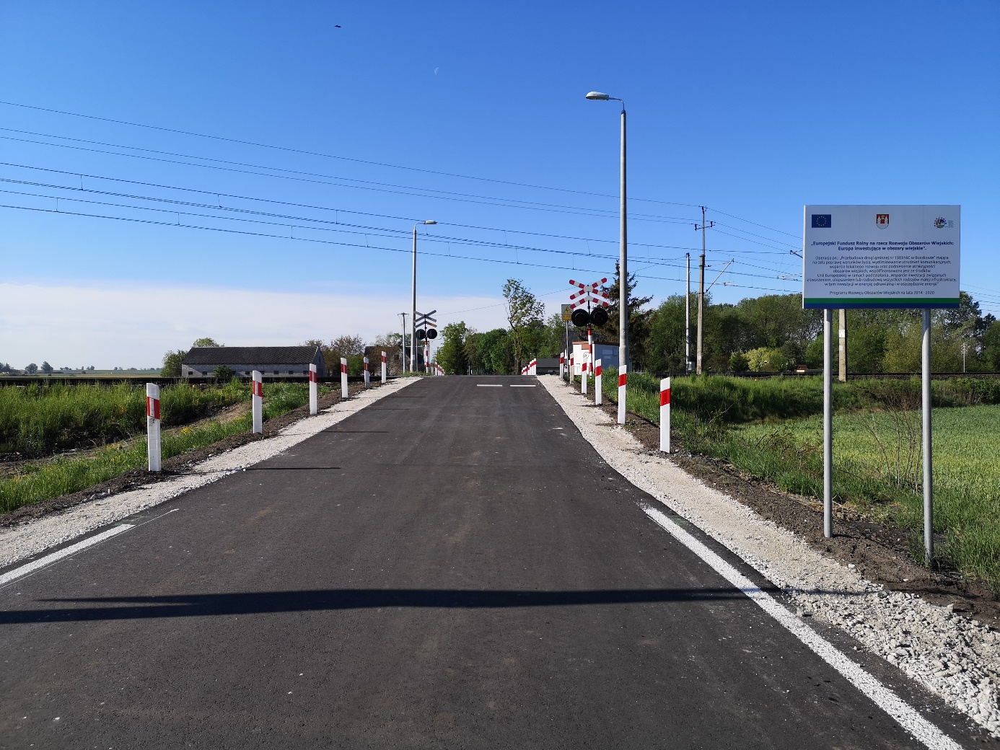 „Europejski Fundusz Rolny na rzecz Rozwoju Obszarów Wiejskich:
Europa inwestująca w obszary wiejskie".
Operacja pn.: „Przebudowa drogi gminnej nr 150316C w Buczkowie" mająca
na celu poprawę warunków życia, wyeliminowanie utrudnień komunikacyjnych,
wsparcie lokalnego rozwoju oraz podniesienie atrakcyjności
obszarów wiejskich, współfinansowana jest ze środków
Unii Europejskiej w ramach poddziałania „Wsparcie inwestycji związanych
z tworzeniem, ulepszaniem lub rozbudową wszystkich rodzajów małej infrastruktury,
w tym inwestycji w energię odnawialną i w oszczędzanie energii"
Programu Rozwoju Obszarów Wiejskich na lata 2014-2020